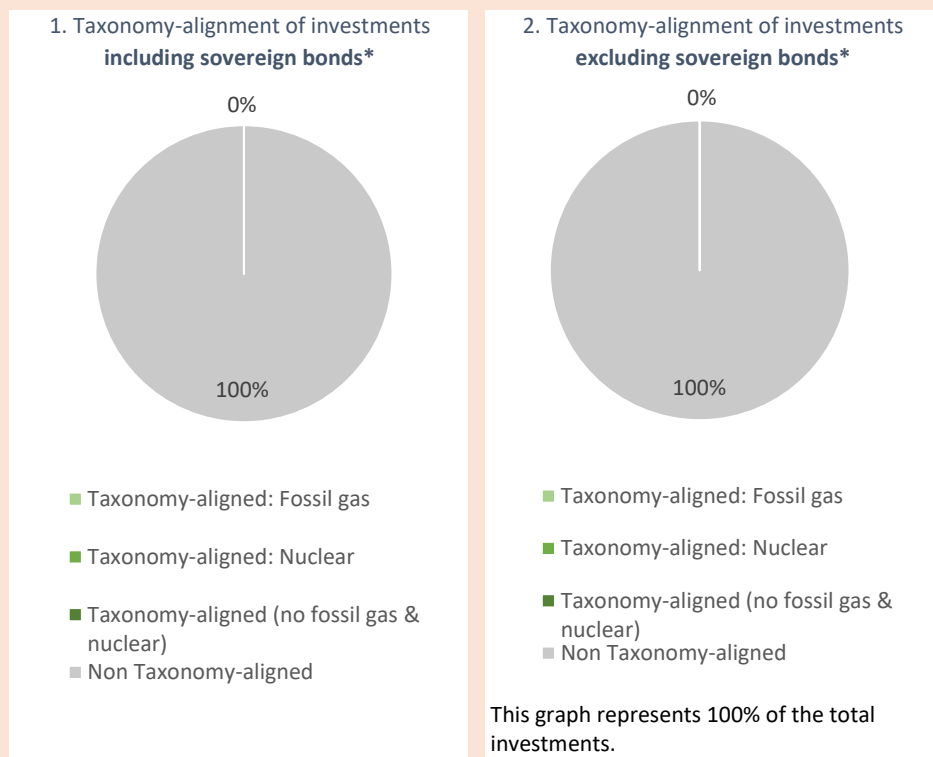 1. Taxonomy-alignment of investments
including sovereign bonds*
0%
100%
Taxonomy-aligned: Fossil gas
Taxonomy-aligned: Nuclear
Taxonomy-aligned (no fossil gas &
nuclear)
Non Taxonomy-aligned
2. Taxonomy-alignment of investments
excluding sovereign bonds*
0%
100%
Taxonomy-aligned: Fossil gas
Taxonomy-aligned: Nuclear
Taxonomy-aligned (no fossil gas &
nuclear)
Non Taxonomy-aligned
This graph represents 100% of the total
investments.